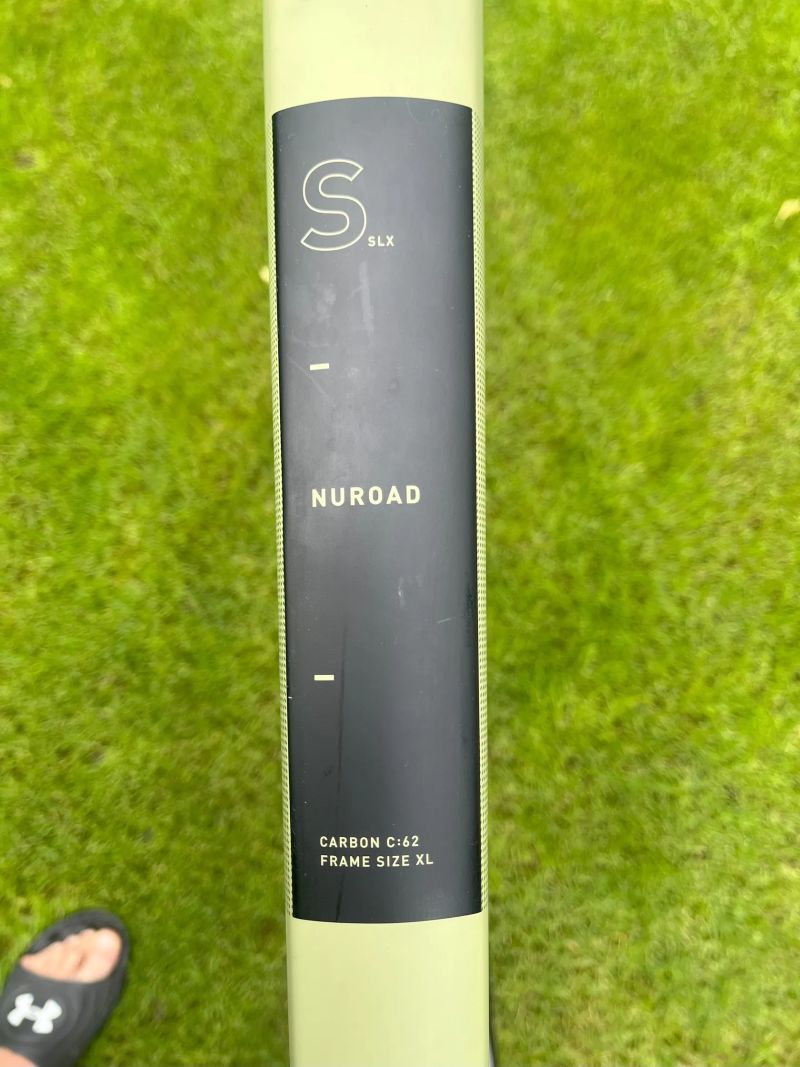 S SLX
NUROAD
CARBON C:62
FRAME SIZE XL